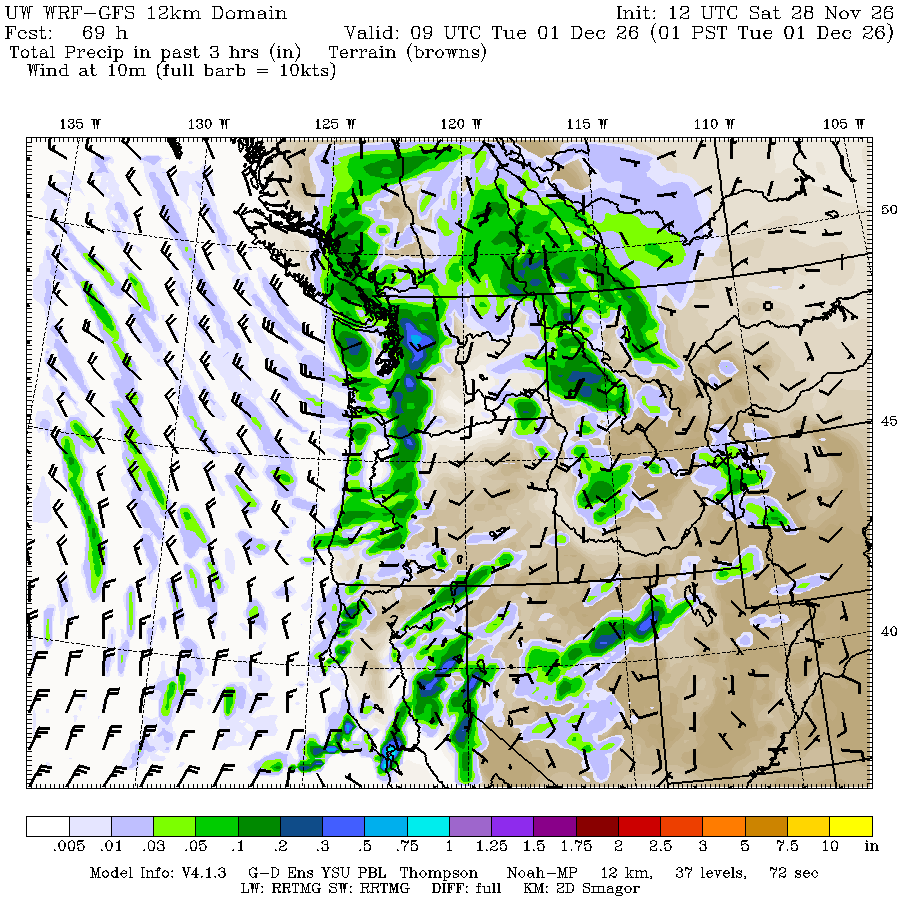 UW WRF-GFS 12km Domain Init: 12 UTC Sat 28 Nov 26
Fcst: 69 h Valid: 09 UTC Tue 01 Dec 26 (01 PST Tue 01 Dec 26)
Total Precip in past 3 hrs (in) Terrain (browns)
Wind at 10m (full barb = 10kts)
135 W 130 W 125 W 120 W 115 W 110 W 105 W
50
45
40
.005 .01 .03 .05 .1 .2 .3 .5 .75 1 1.25 1.5 1.75 2 2.5 3 5 7.5 10 in
Model Info: V4.1.3 G-D Ens YSU PBL Thompson Noah-MP 12 km, 37 levels, 72 sec
LW: RRTMG SW: RRTMG DIFF: full KM: 2D Smagor